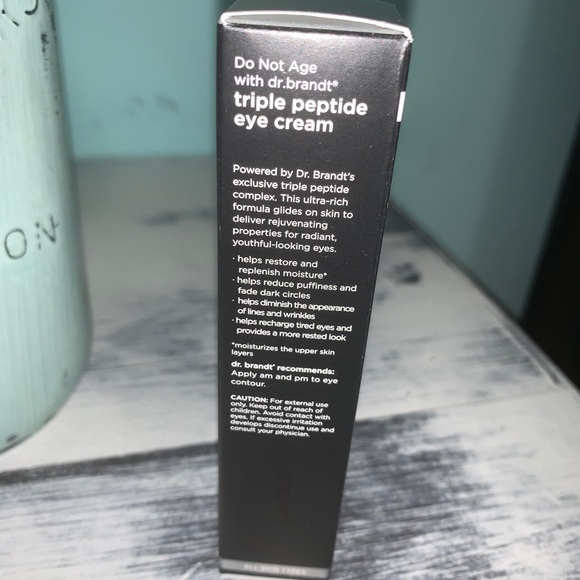 Do Not Age
with dr.brandt®
triple peptide
eye cream
Powered by Dr. Brandt's
exclusive triple peptide
complex. This ultra-rich
formula glides on skin to
deliver rejuvenating
properties for radiant,
youthful-looking eyes.
· helps restore and
replenish moisture*
· helps reduce puffiness and
fade dark circles
· helps diminish the appearance
of lines and wrinkles
· helps recharge tired eyes and
provides a more rested look
*moisturizes the upper skin
layers
dr. brandt® recommends:
Apply am and pm to eye
contour.
CAUTION: For external use
only. Keep out of reach of
children. Avoid contact with
eyes. If excessive irritation
develops discontinue use and
consult your physician.
ALL SKIN TYPES
ON